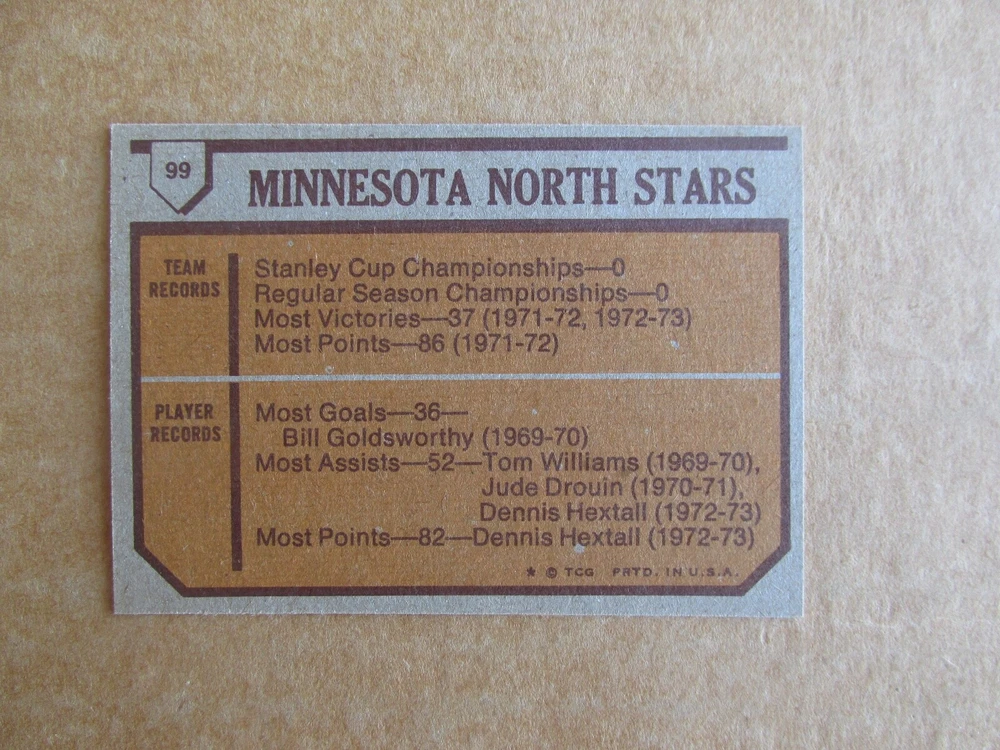 99
MINNESOTA NORTH STARS
TEAM
RECORDS
Stanley Cup Championships—0
Regular Season Championships—0
Most Victories—37 (1971-72, 1972-73)
Most Points—86 (1971-72)
PLAYER
RECORDS
Most Goals—36—
Bill Goldsworthy (1969-70)
Most Assists—52—Tom Williams (1969-70),
Jude Drouin (1970-71),
Dennis Hextall (1972-73)
Most Points—82—Dennis Hextall (1972-73)
* © TCG PRTD. IN U.S.A.